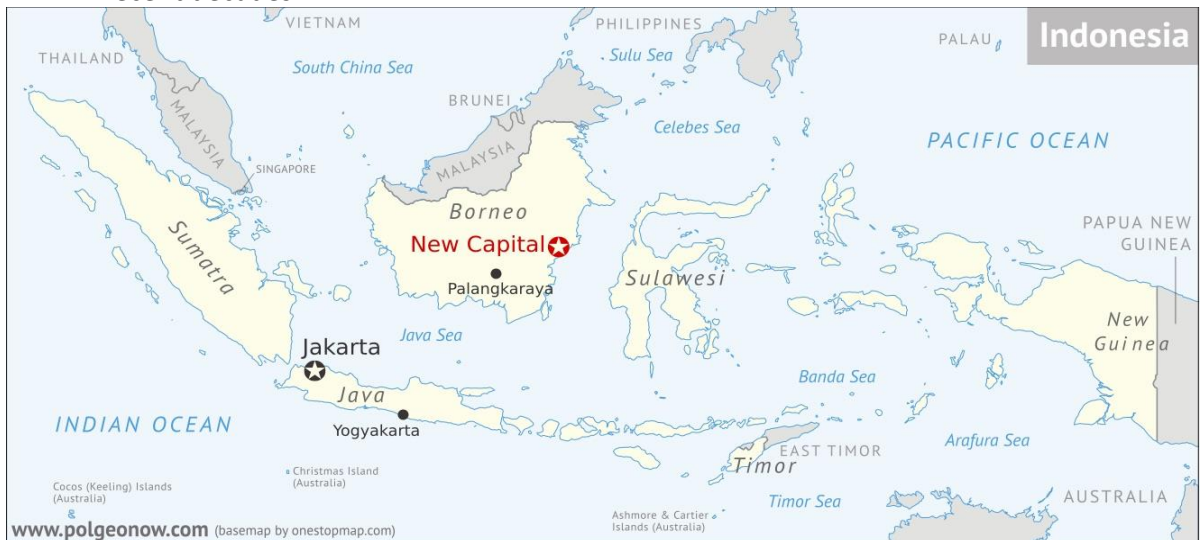 VIETNAM
PHILIPPINES
PALAU
Indonesia
THAILAND
South China Sea
Sulu Sea
BRUNEI
MALAYSIA
Celebes Sea
PACIFIC OCEAN
MALAYSIA
SINGAPORE
Borneo
Sumatra
New Capital
PAPUA NEW
GUINEA
Sulawesi
Palangkaraya
Java Sea
New
Guinea
Jakarta
Java
Banda Sea
INDIAN OCEAN
Yogyakarta
EAST TIMOR
Arafura Sea
Timor
Christmas Island
(Australia)
Cocos (Keeling) Islands
(Australia)
Timor Sea
AUSTRALIA
Ashmore & Cartier
Islands (Australia)
www.polgeonow.com (basemap by onestopmap.com)